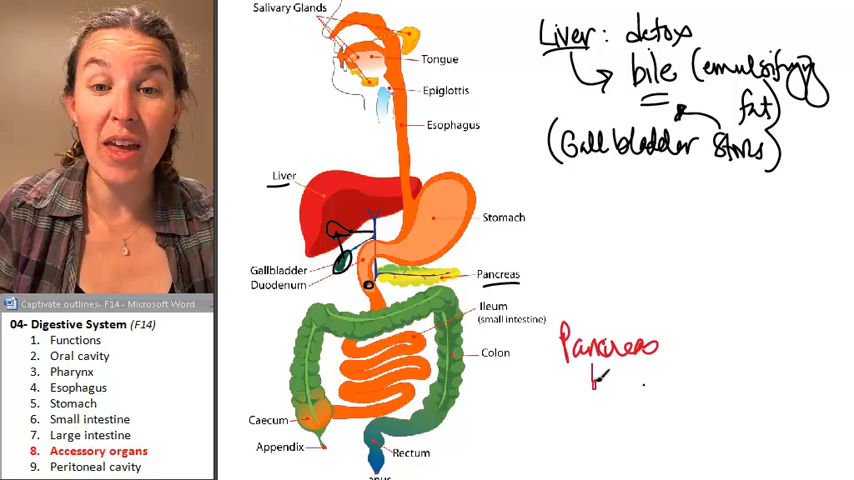 Salivary Glands
Tongue
Epiglottis
Esophagus
Liver
Stomach
Gallbladder
Duodenum
Pancreas
Ileum
(small intestine)
Colon
Caecum
Appendix
Rectum
anus
Liver: detox
bile (emulsifying
fat)
(Gallbladder stores)
Pancreas
Captivate outlines- F14 - Microsoft Word
04- Digestive System (F14)
1. Functions
2. Oral cavity
3. Pharynx
4. Esophagus
5. Stomach
6. Small intestine
7. Large intestine
8. Accessory organs
9. Peritoneal cavity